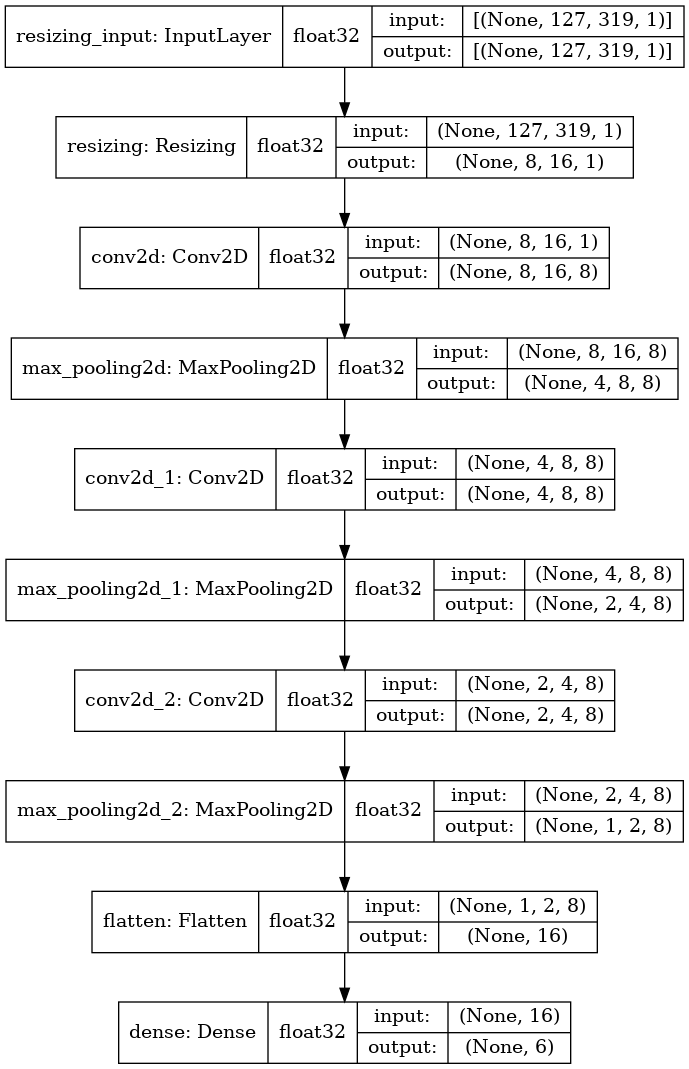 resizing_input: InputLayer float32 input: [(None, 127, 319, 1)]
output: [(None, 127, 319, 1)]
resizing: Resizing float32 input: (None, 127, 319, 1)
output: (None, 8, 16, 1)
conv2d: Conv2D float32 input: (None, 8, 16, 1)
output: (None, 8, 16, 8)
max_pooling2d: MaxPooling2D float32 input: (None, 8, 16, 8)
output: (None, 4, 8, 8)
conv2d_1: Conv2D float32 input: (None, 4, 8, 8)
output: (None, 4, 8, 8)
max_pooling2d_1: MaxPooling2D float32 input: (None, 4, 8, 8)
output: (None, 2, 4, 8)
conv2d_2: Conv2D float32 input: (None, 2, 4, 8)
output: (None, 2, 4, 8)
max_pooling2d_2: MaxPooling2D float32 input: (None, 2, 4, 8)
output: (None, 1, 2, 8)
flatten: Flatten float32 input: (None, 1, 2, 8)
output: (None, 16)
dense: Dense float32 input: (None, 16)
output: (None, 6)